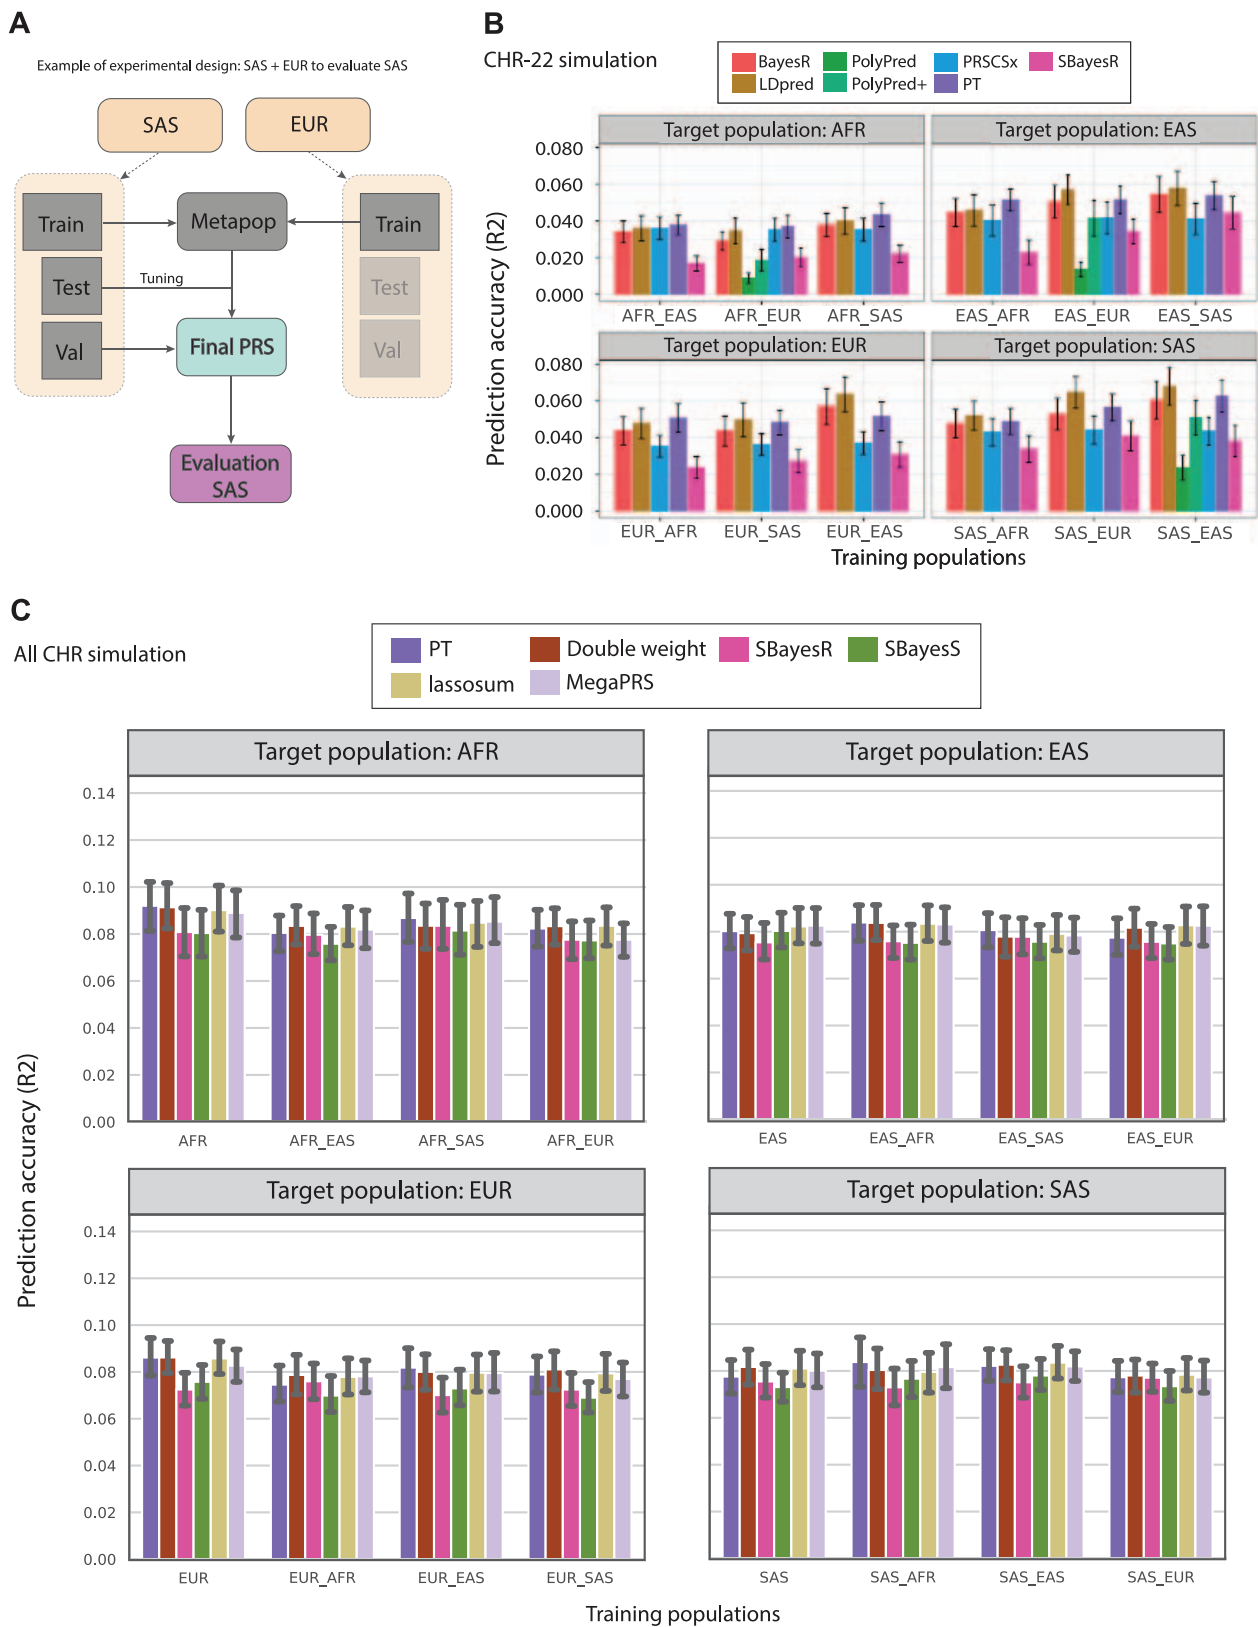 A
Example of experimental design: SAS + EUR to evaluate SAS
SAS
EUR
Train
Metapop
Train
Test
Tuning
Test
Val
Final PRS
Val
Evaluation
SAS
B
CHR-22 simulation
BayesR
PolyPred
PRSCSx
SBayesR
LDpred
PolyPred+
PT
Target population: AFR
Target population: EAS
0.080
0.060
0.040
0.020
0.000
AFR_EAS
AFR_EUR
AFR_SAS
EAS_AFR
EAS_EUR
EAS_SAS
Target population: EUR
Target population: SAS
0.080
0.060
0.040
0.020
0.000
EUR_AFR
EUR_SAS
EUR_EAS
SAS_AFR
SAS_EUR
SAS_EAS
Prediction accuracy (R2)
Training populations
C
All CHR simulation
PT
Double weight
SBayesR
SBayesS
lassosum
MegaPRS
Target population: AFR
Target population: EAS
0.14
0.12
0.10
0.08
0.06
0.04
0.02
0.00
AFR
AFR_EAS
AFR_SAS
AFR_EUR
EAS
EAS_AFR
EAS_SAS
EAS_EUR
Target population: EUR
Target population: SAS
0.14
0.12
0.10
0.08
0.06
0.04
0.02
0.00
EUR
EUR_AFR
EUR_EAS
EUR_SAS
SAS
SAS_AFR
SAS_EAS
SAS_EUR
Prediction accuracy (R2)
Training populations